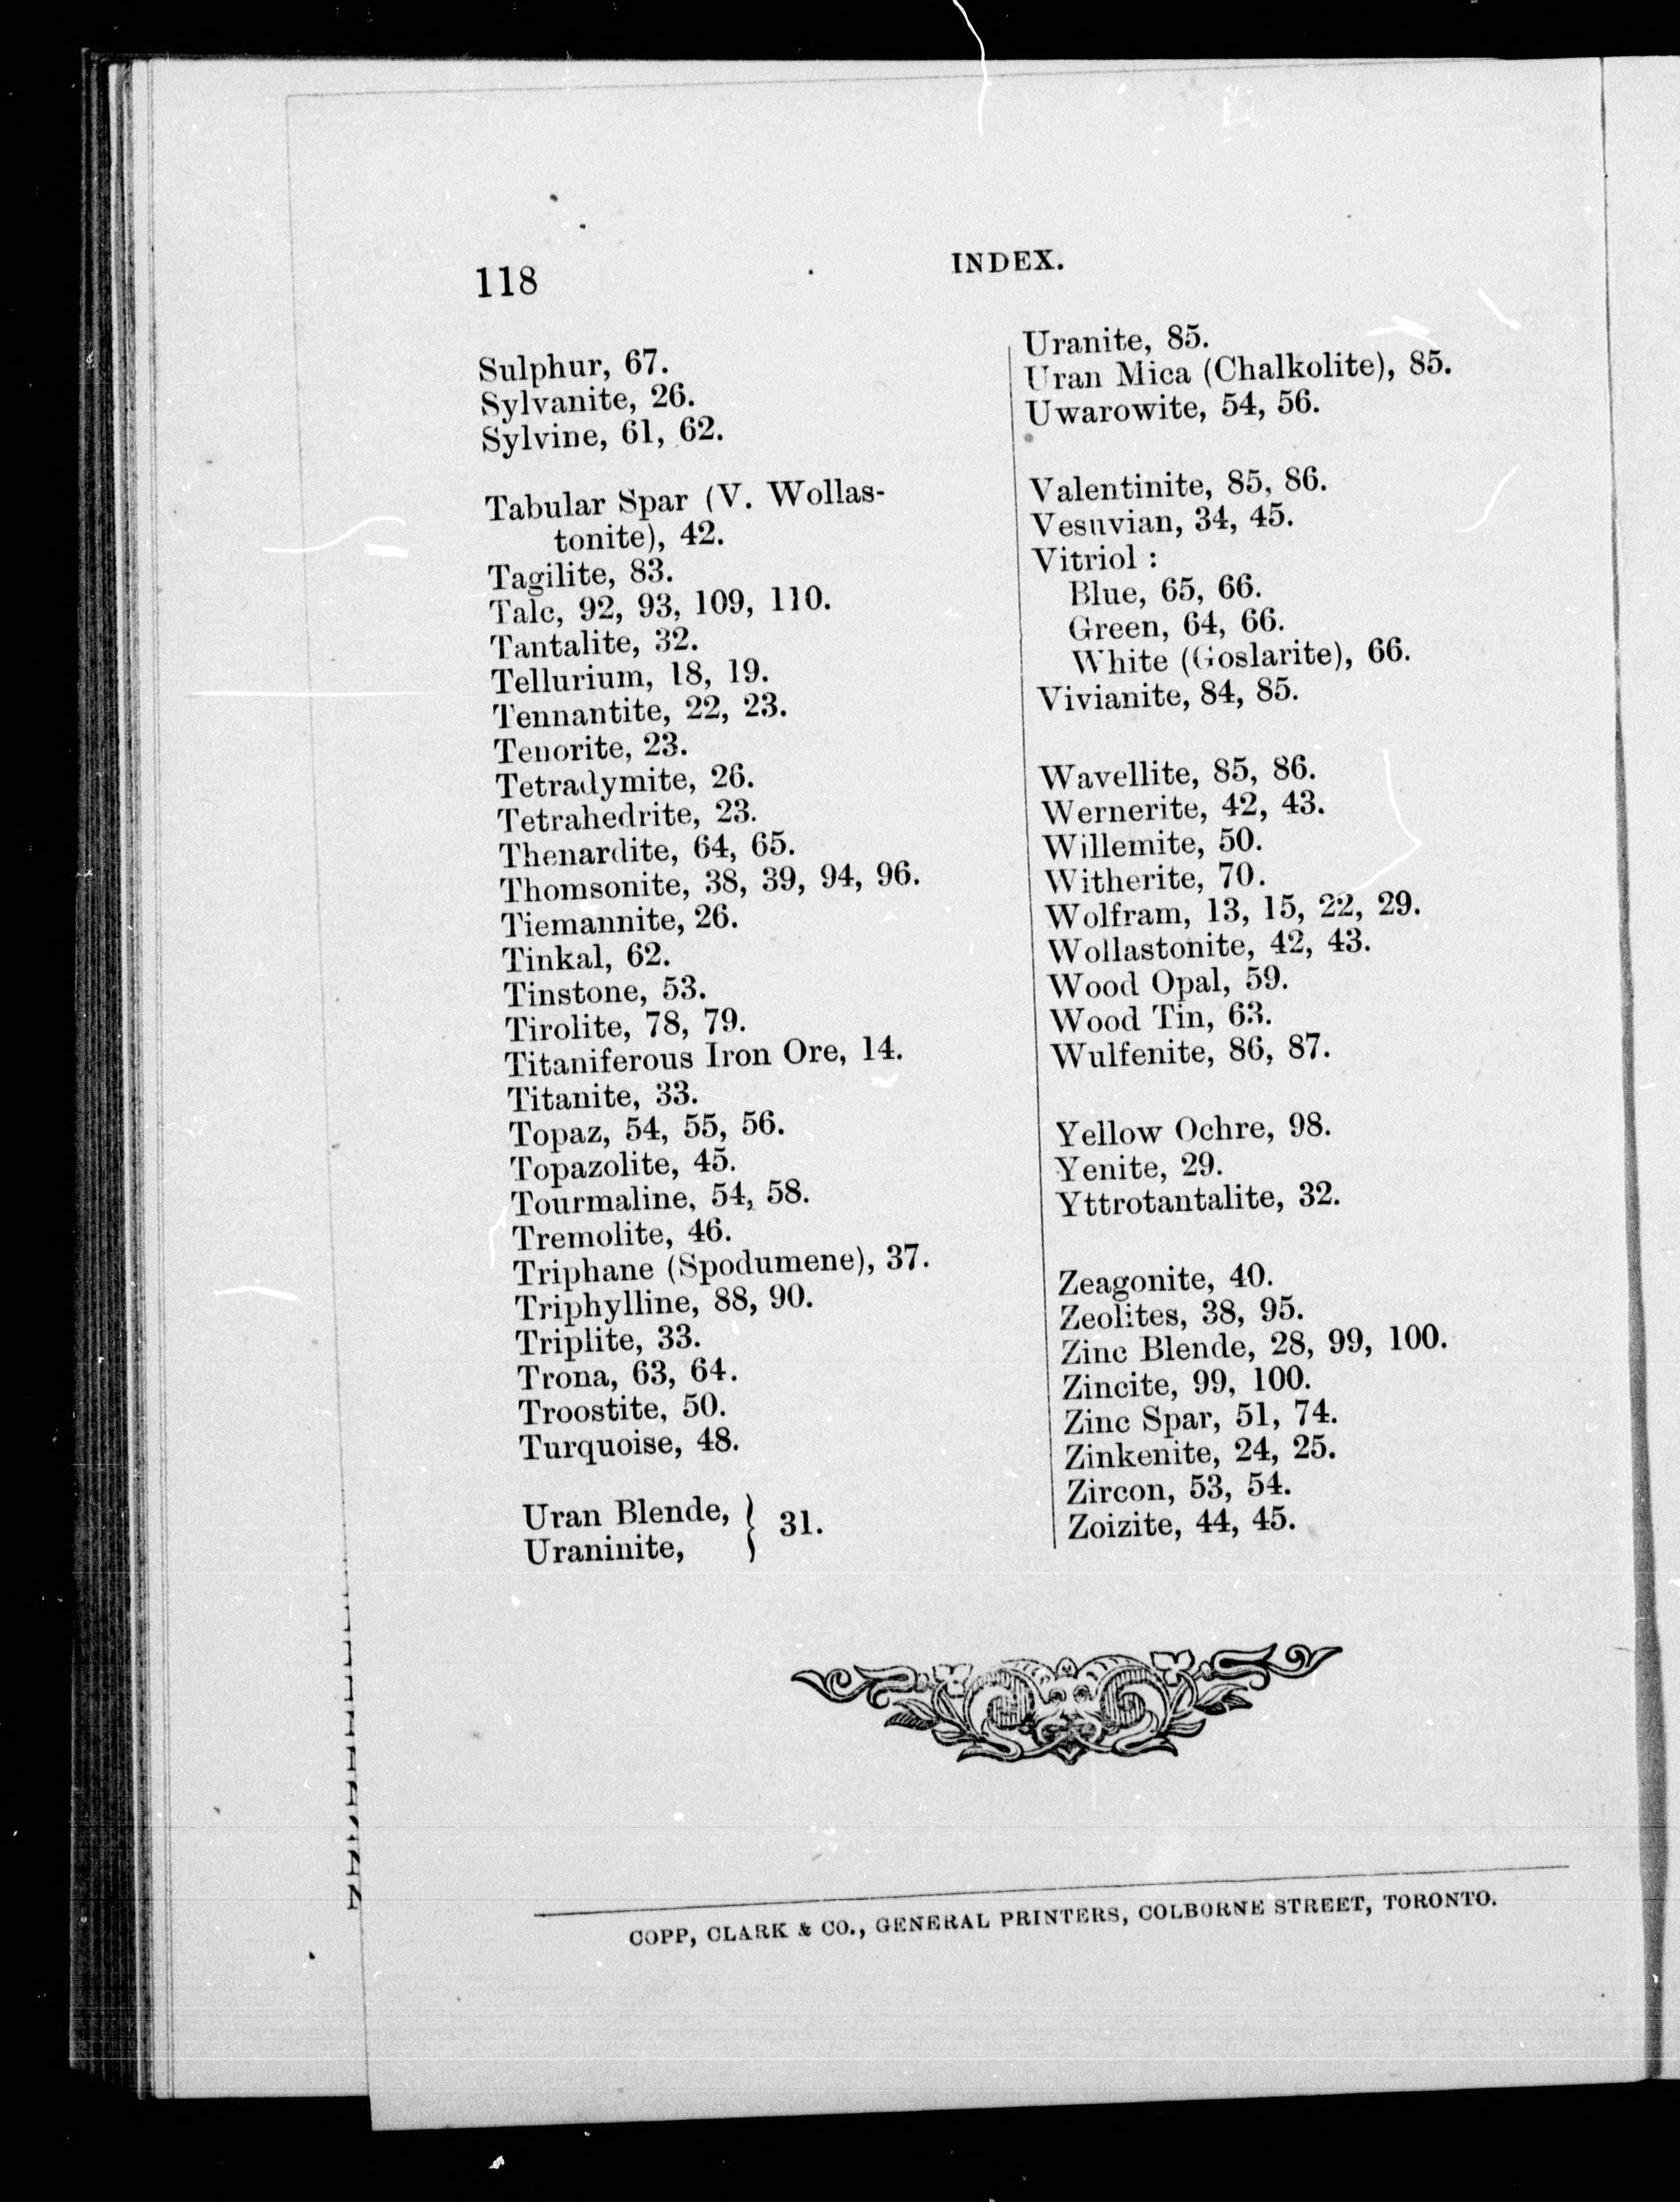 118
INDEX.
Sulphur, 67.
Sylvanite, 26.
Sylvine, 61, 62.
Tabular Spar (V. Wollas-
tonite), 42.
Tagilite, 83.
Talc, 92, 93, 109, 110.
Tantalite, 32.
Tellurium, 18, 19.
Tennantite, 22, 23.
Tenorite, 23.
Tetradymite, 26.
Tetrahedrite, 23.
Thenardite, 64, 65.
Thomsonite, 38, 39, 94, 96.
Tiemannite, 26.
Tinkal, 62.
Tinstone, 53.
Tirolite, 78, 79.
Titaniferous Iron Ore, 14.
Titanite, 33.
Topaz, 54, 55, 56.
Topazolite, 45.
Tourmaline, 54, 58.
Tremolite, 46.
Triphane (Spodumene), 37.
Triphylline, 88, 90.
Triplite, 33.
Trona, 63, 64.
Troostite, 50.
Turquoise, 48.
Uran Blende, } 31.
Uraninite,
Uranite, 85.
Uran Mica (Chalkolite), 85.
Uwarowite, 54, 56.
Valentinite, 85, 86.
Vesuvian, 34, 45.
Vitriol :
Blue, 65, 66.
Green, 64, 66.
White (Goslarite), 66.
Vivianite, 84, 85.
Wavellite, 85, 86.
Wernerite, 42, 43.
Willemite, 50.
Witherite, 70.
Wolfram, 13, 15, 22, 29.
Wollastonite, 42, 43.
Wood Opal, 59.
Wood Tin, 63.
Wulfenite, 86, 87.
Yellow Ochre, 98.
Yenite, 29.
Yttrotantalite, 32.
Zeagonite, 40.
Zeolites, 38, 95.
Zinc Blende, 28, 99, 100.
Zincite, 99, 100.
Zinc Spar, 51, 74.
Zinkenite, 24, 25.
Zircon, 53, 54.
Zoizite, 44, 45.
COPP, CLARK & CO., GENERAL PRINTERS, COLBORNE STREET, TORONTO.